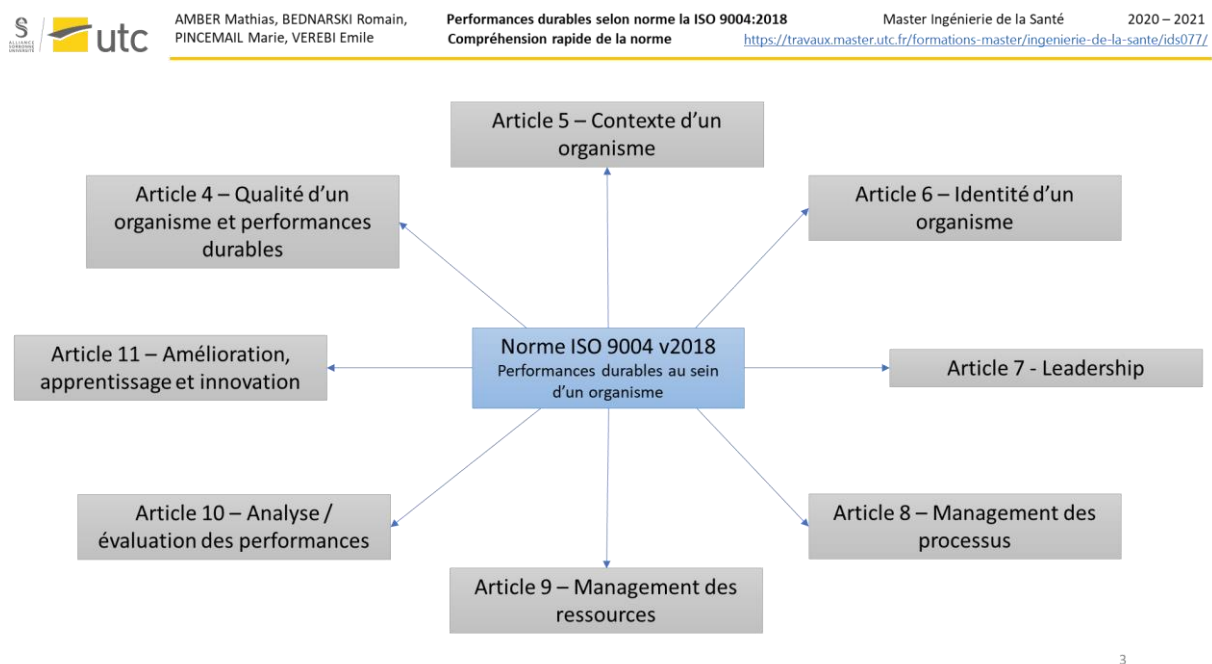 AMBER Mathias, BEDNARSKI Romain,
PINCEMAIL Marie, VEREBI Emile
Performances durables selon norme la ISO 9004:2018
Compréhension rapide de la norme
Master Ingénierie de la Santé
2020 – 2021
https://travaux.master.utc.fr/formations-master/ingenierie-de-la-sante/ids077/
S
ALLIANCE
SORBONNE
UNIVERSITÉ
utc
Article 5 – Contexte d’un
organisme
Article 4 – Qualité d’un
organisme et performances
durables
Article 6 – Identité d’un
organisme
Norme ISO 9004 v2018
Performances durables au sein
d’un organisme
Article 11 – Amélioration,
apprentissage et innovation
Article 7 - Leadership
Article 10 – Analyse /
évaluation des performances
Article 8 – Management des
processus
Article 9 – Management des
ressources
3